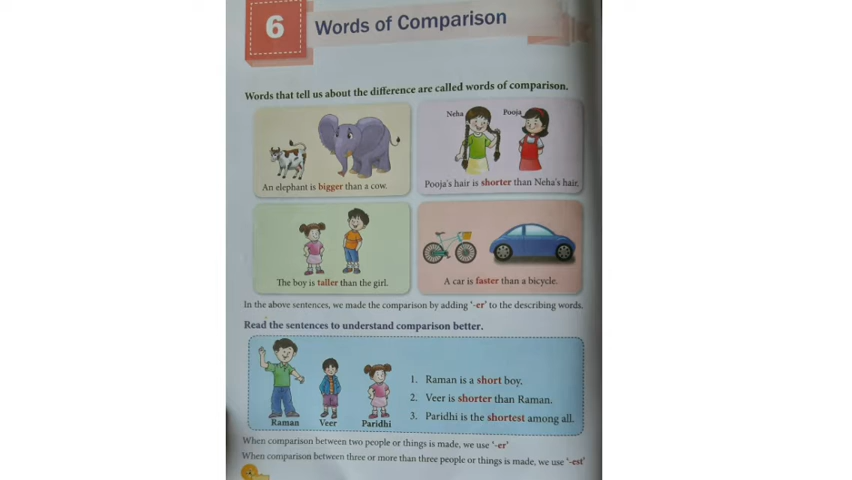 6
Words of Comparison
Words that tell us about the difference are called words of comparison.
An elephant is bigger than a cow.
Neha
Pooja
Pooja's hair is shorter than Neha's hair.
The boy is taller than the girl.
A car is faster than a bicycle.
In the above sentences, we made the comparison by adding '-er' to the describing words.
Read the sentences to understand comparison better.
Raman
Veer
Paridhi
1. Raman is a short boy.
2. Veer is shorter than Raman.
3. Paridhi is the shortest among all.
When comparison between two people or things is made, we use '-er'
When comparison between three or more than three people or things is made, we use '-est'